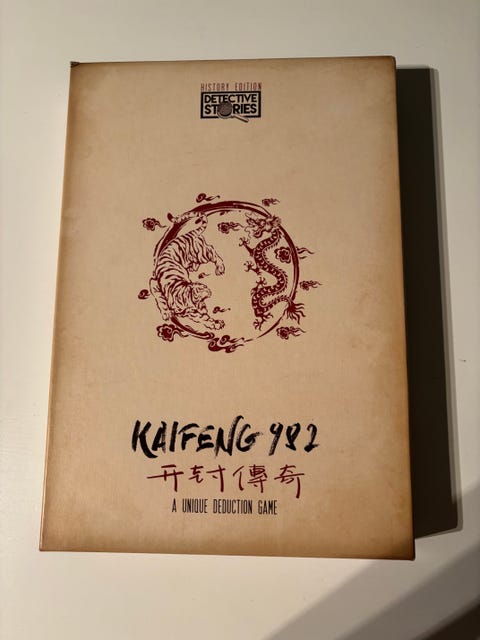 HISTORY EDITION
DETECTIVE
STORIES
KAIFENG 982
开封傳奇
A UNIQUE DEDUCTION GAME